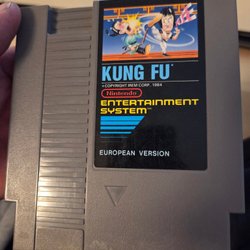 KUNG FU
©COPYRIGHT IREM CORP. 1984
Nintendo
ENTERTAINMENT
SYSTEM
EUROPEAN VERSION